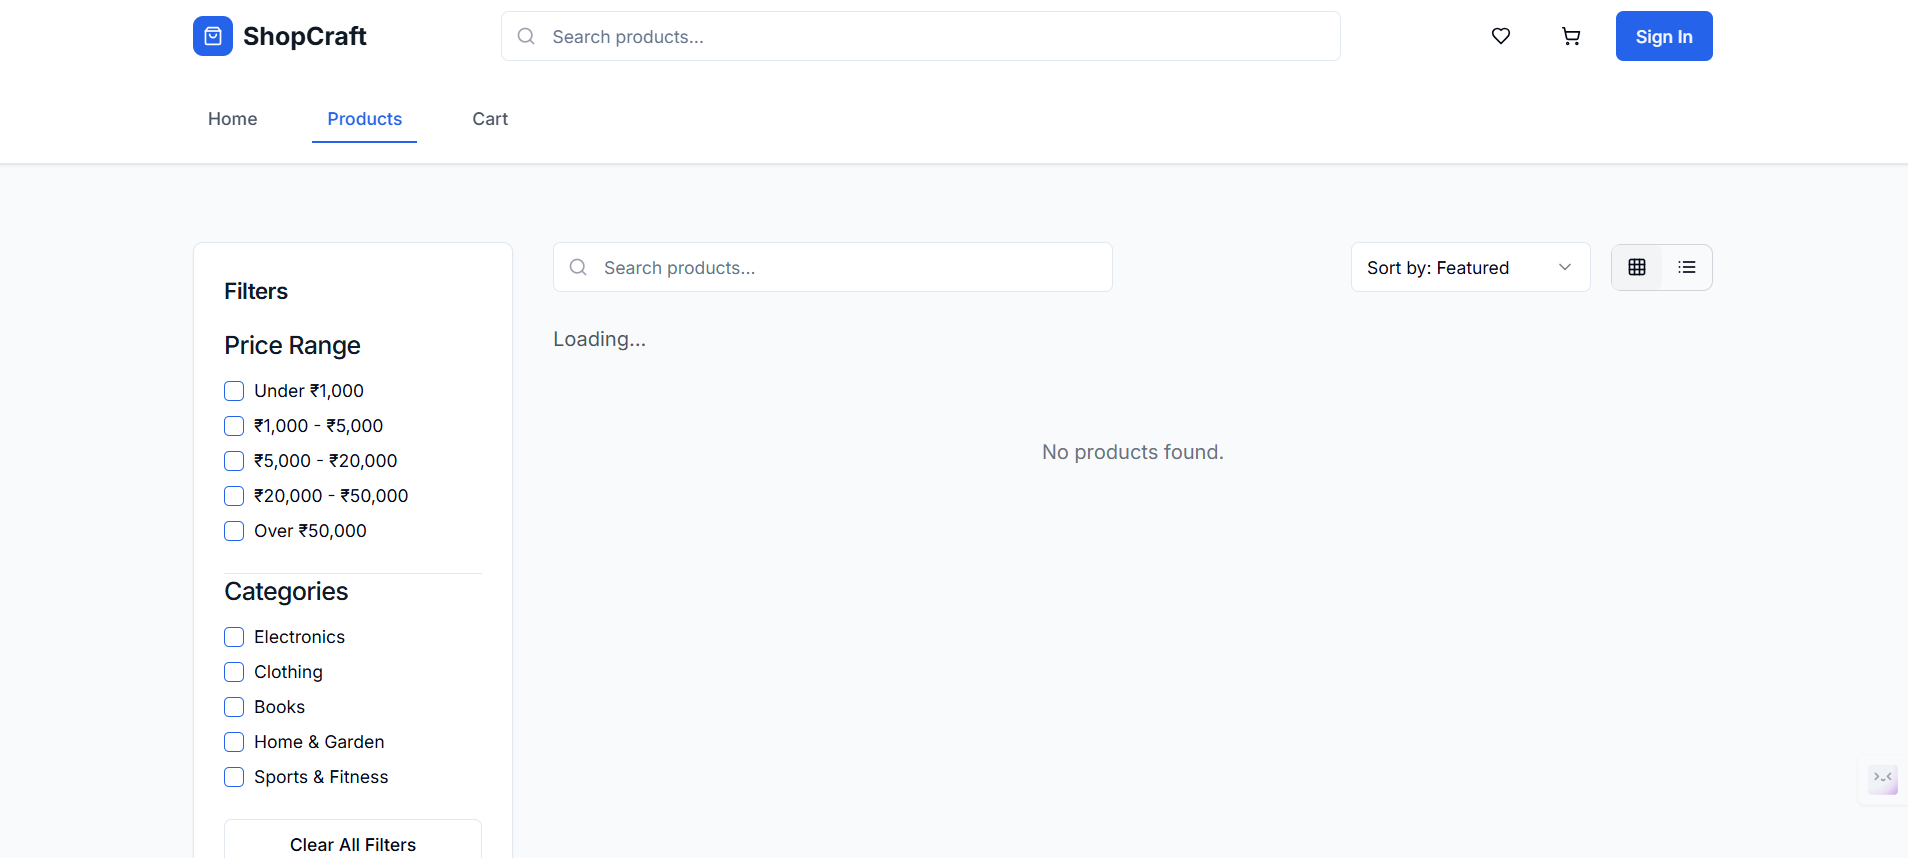 ShopCraft
Search products...
Sign In
Home
Products
Cart
Filters
Price Range
Under ₹1,000
₹1,000 - ₹5,000
₹5,000 - ₹20,000
₹20,000 - ₹50,000
Over ₹50,000
Categories
Electronics
Clothing
Books
Home & Garden
Sports & Fitness
Clear All Filters
Search products...
Sort by: Featured
Loading...
No products found.